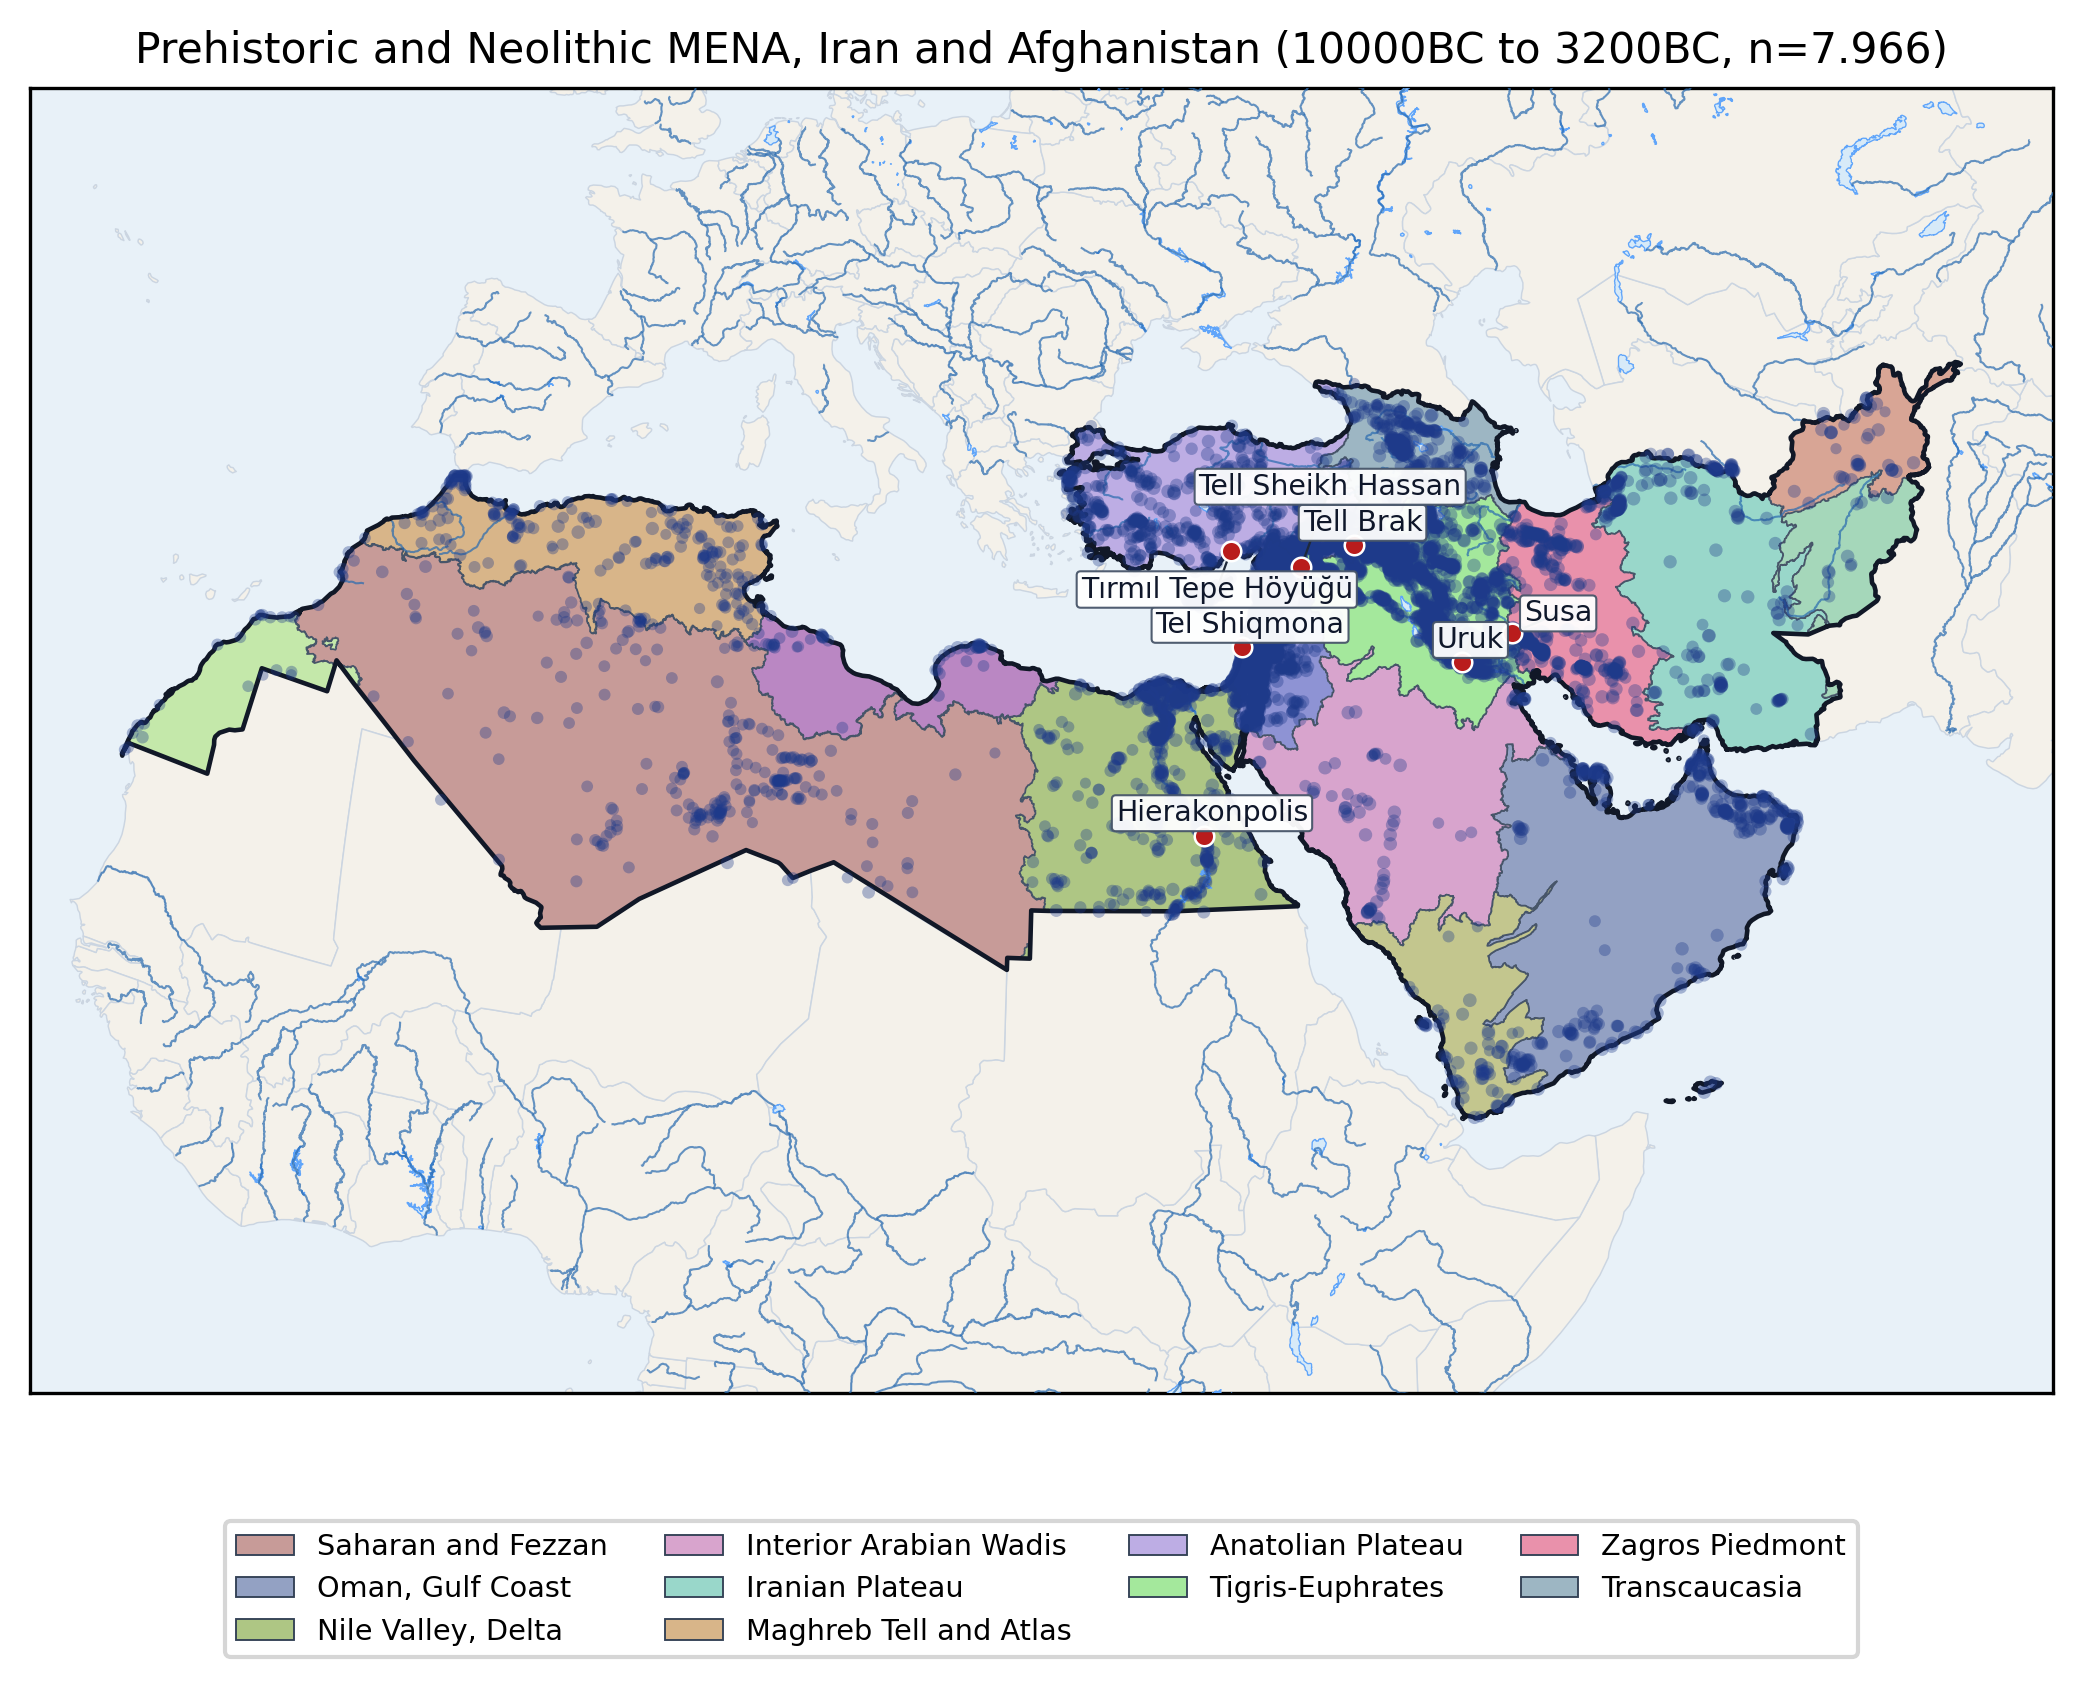 Prehistoric and Neolithic MENA, Iran and Afghanistan (10000BC to 3200BC, n=7.966)
Tell Sheikh Hassan
Tell Brak
Tırmıl Tepe Höyüğü
Tel Shiqmona
Susa
Uruk
Hierakonpolis
Saharan and Fezzan
Oman, Gulf Coast
Nile Valley, Delta
Interior Arabian Wadis
Iranian Plateau
Maghreb Tell and Atlas
Anatolian Plateau
Tigris-Euphrates
Zagros Piedmont
Transcaucasia